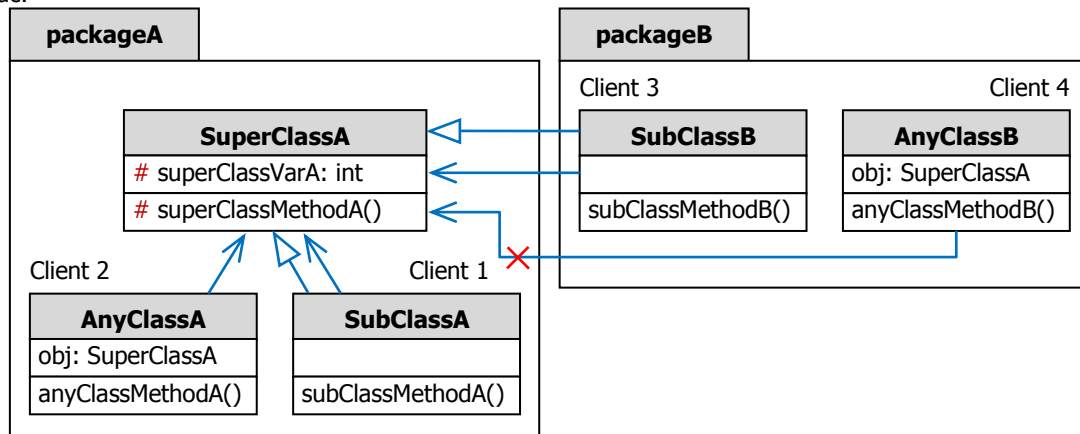 packageA
packageB
Client 3
Client 4
SuperClassA
# superClassVarA: int
# superClassMethodA()
SubClassB
subClassMethodB()
AnyClassB
obj: SuperClassA
anyClassMethodB()
Client 2
Client 1
AnyClassA
obj: SuperClassA
anyClassMethodA()
SubClassA
subClassMethodA()